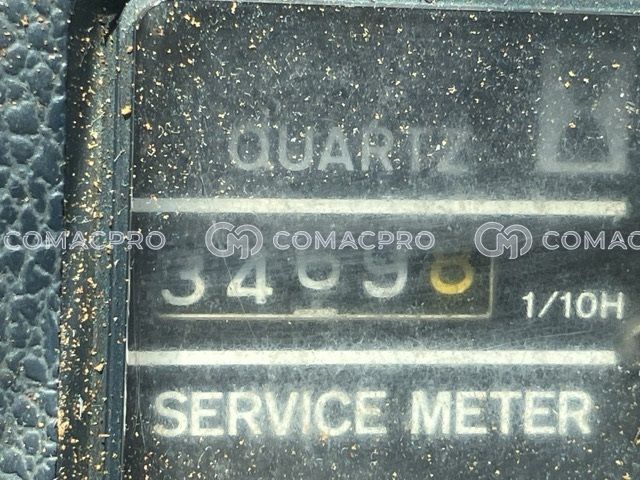 QUARTZ
COMACPRO COMACPRO COMAC
34698
1/10H
SERVICE METER